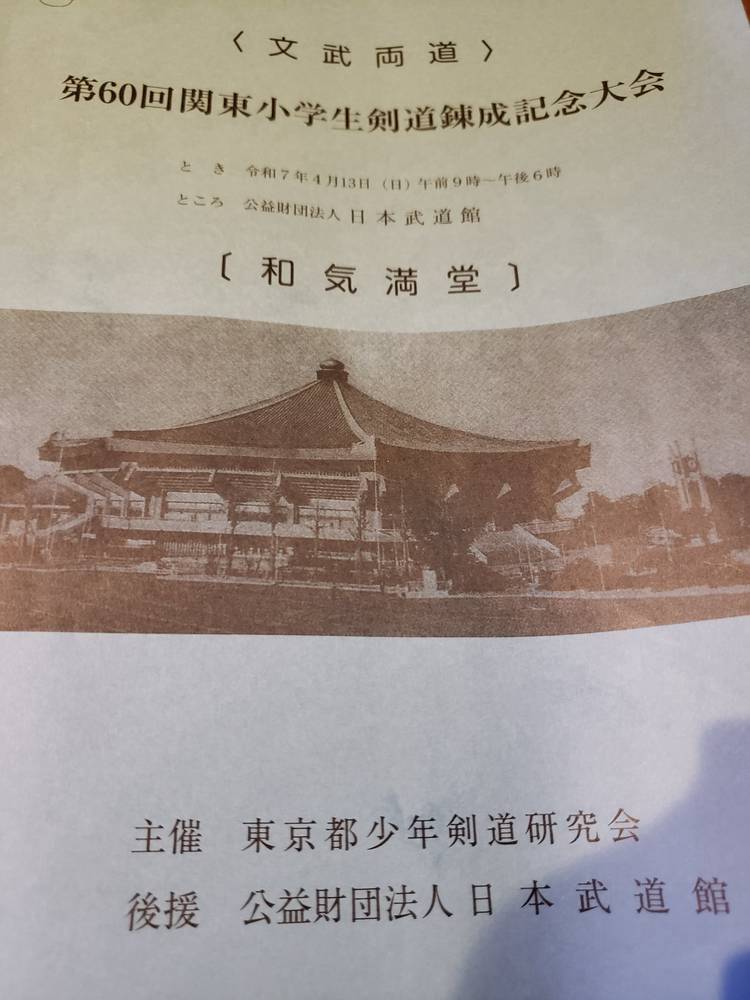 〈文武両道〉
第60回関東小学生剣道錬成記念大会
とき 令和7年4月13日（日）午前9時～午後6時
ところ 公益財団法人 日本武道館
〔和気満堂〕
主催 東京都少年剣道研究会
後援 公益財団法人 日本武道館